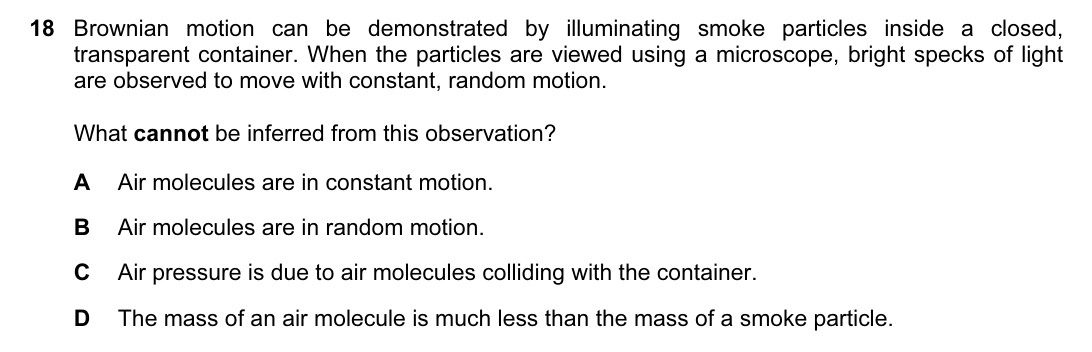 18 Brownian motion can be demonstrated by illuminating smoke particles inside a closed,
transparent container. When the particles are viewed using a microscope, bright specks of light
are observed to move with constant, random motion.
What cannot be inferred from this observation?
A Air molecules are in constant motion.
B Air molecules are in random motion.
C Air pressure is due to air molecules colliding with the container.
D The mass of an air molecule is much less than the mass of a smoke particle.